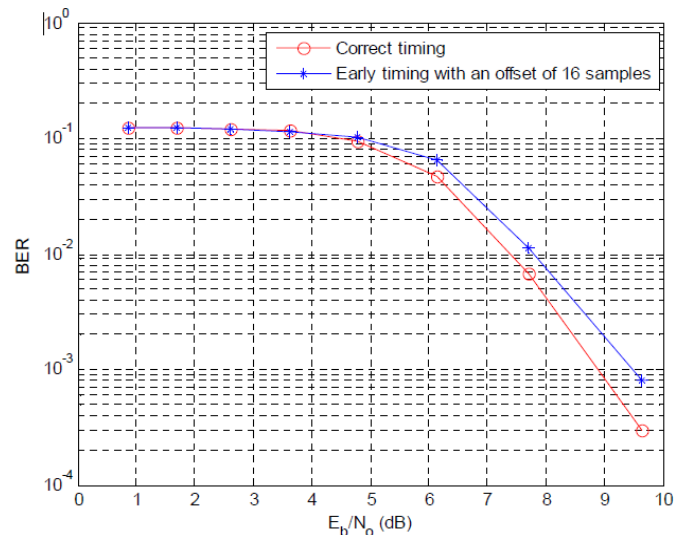 10^0
Correct timing
Early timing with an offset of 16 samples
10^-1
BER
10^-2
10^-3
10^-4
0 1 2 3 4 5 6 7 8 9 10
E_b/N_o (dB)